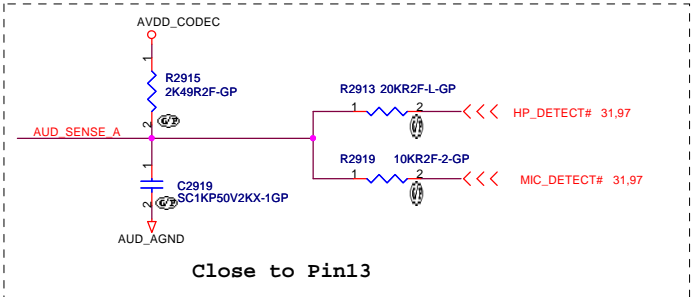 AVDD_CODEC
1
R2915
2K49R2F-GP
2
G/P
R2913 20KR2F-L-GP
1
2
HP_DETECT# 31,97
G/P
AUD_SENSE_A
R2919 10KR2F-2-GP
1
2
MIC_DETECT# 31,97
G/P
1
C2919
SC1KP50V2KX-1GP
2
G/P
AUD_AGND
Close to Pin13